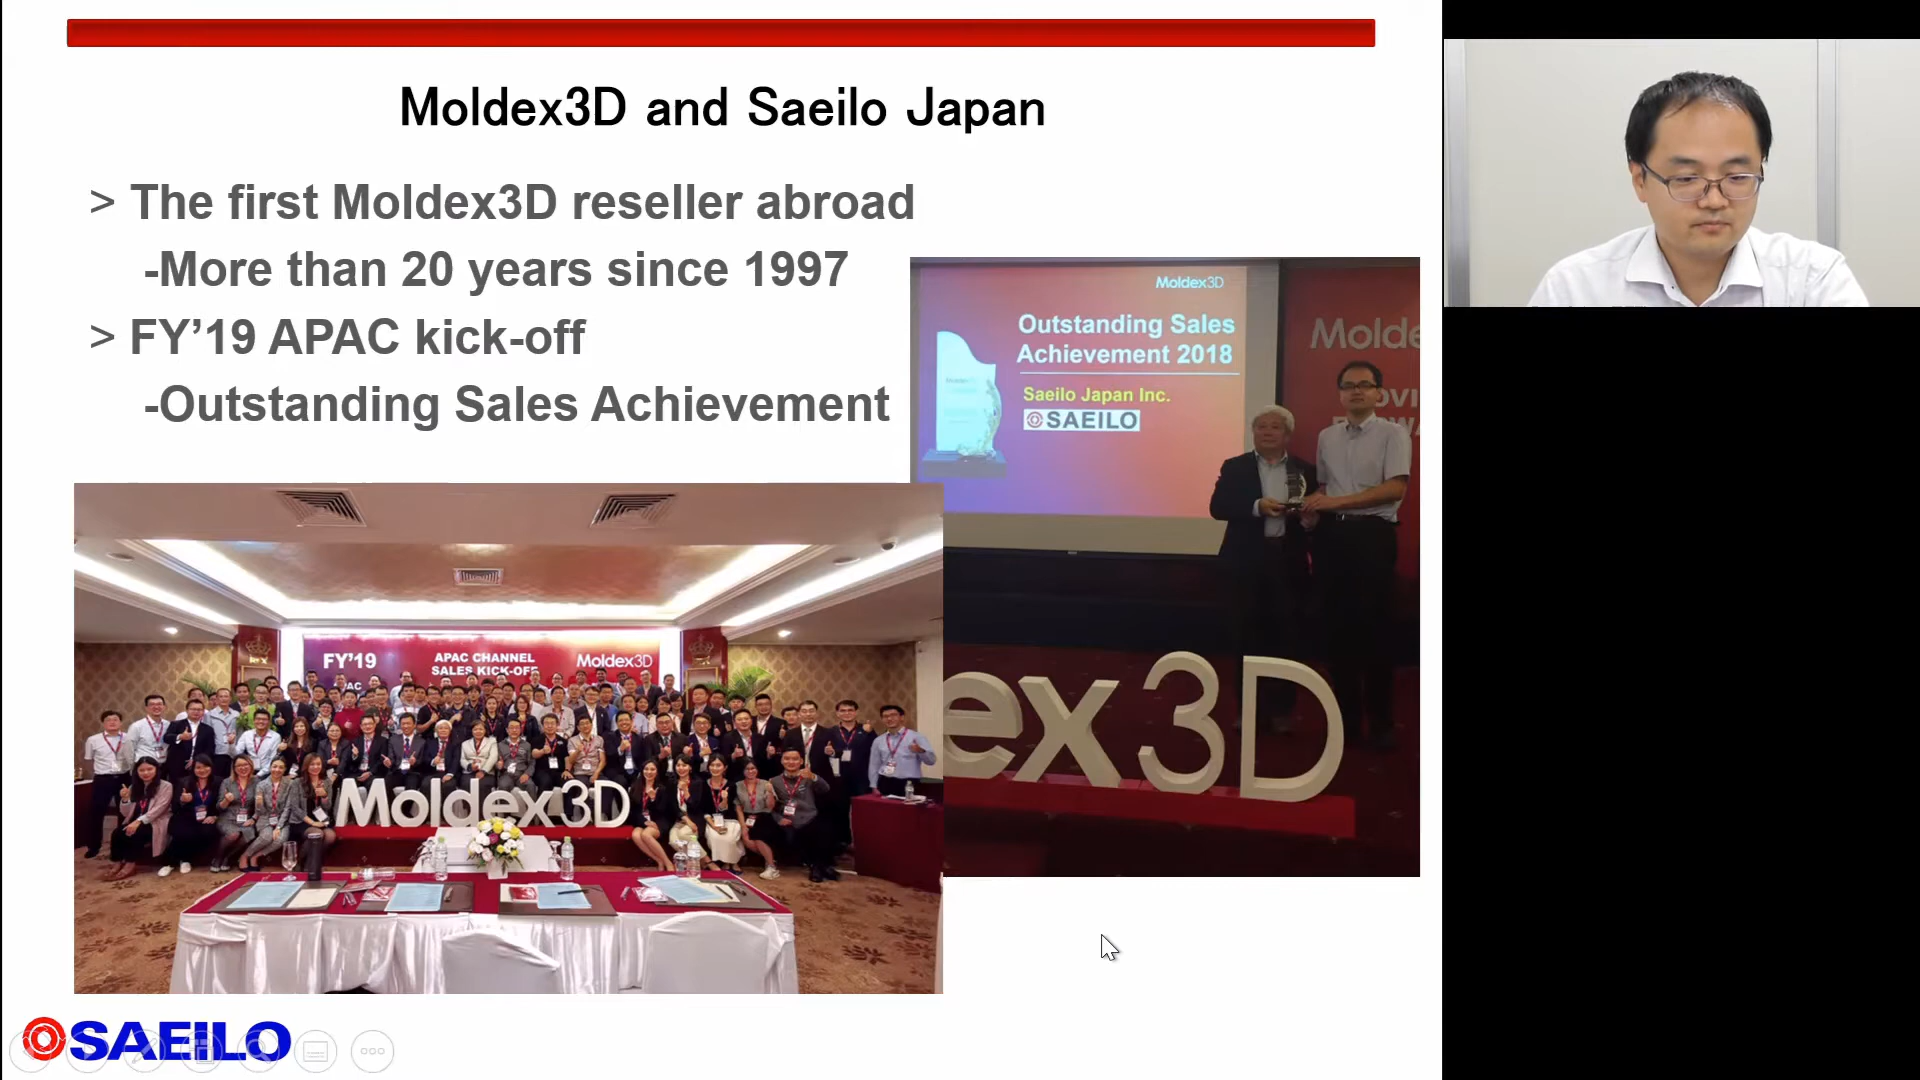 Moldex3D and Saeilo Japan
> The first Moldex3D reseller abroad
-More than 20 years since 1997
> FY’19 APAC kick-off
-Outstanding Sales Achievement
Moldex3D
Outstanding Sales
Achievement 2018
Saeilo Japan Inc.
SAEILO
Molde
ex3D
FY'19
APAC CHANNEL
SALES KICK-OFF
Moldex3D
Moldex3D
SAEILO